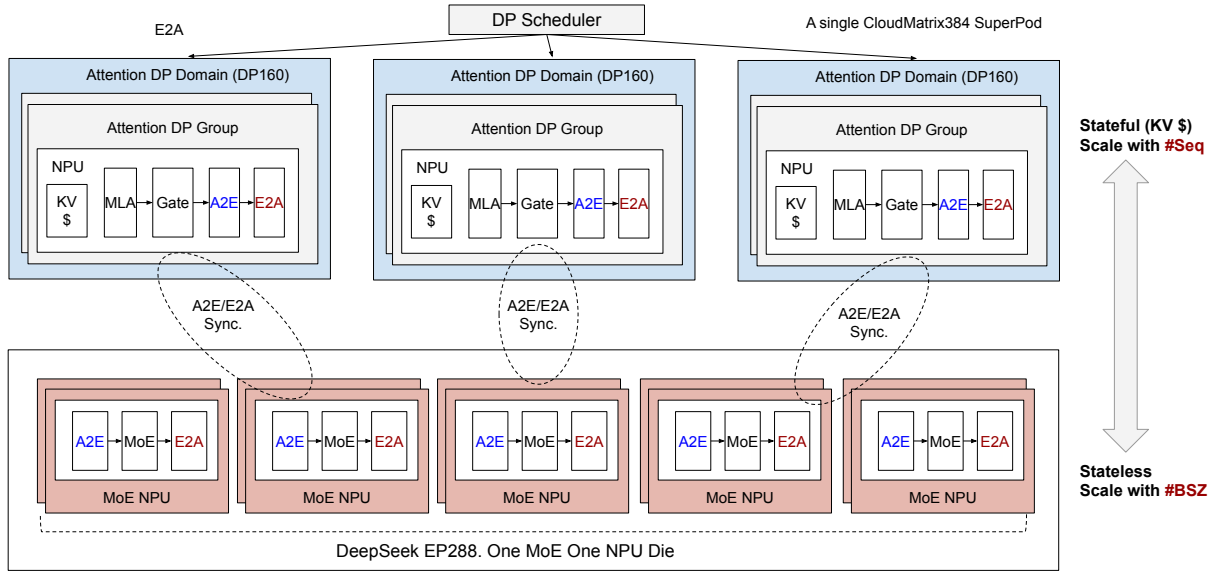 DP Scheduler
A single CloudMatrix384 SuperPod
E2A
Attention DP Domain (DP160)
Attention DP Group
NPU
KV
$
MLA
Gate
A2E
E2A
Attention DP Domain (DP160)
Attention DP Group
NPU
KV
$
MLA
Gate
A2E
E2A
Attention DP Domain (DP160)
Attention DP Group
NPU
KV
$
MLA
Gate
A2E
E2A
Stateful (KV $)
Scale with #Seq
A2E/E2A
Sync.
A2E/E2A
Sync.
A2E/E2A
Sync.
A2E
MoE
E2A
MoE NPU
A2E
MoE
E2A
MoE NPU
A2E
MoE
E2A
MoE NPU
A2E
MoE
E2A
MoE NPU
A2E
MoE
E2A
MoE NPU
Stateless
Scale with #BSZ
DeepSeek EP288. One MoE One NPU Die